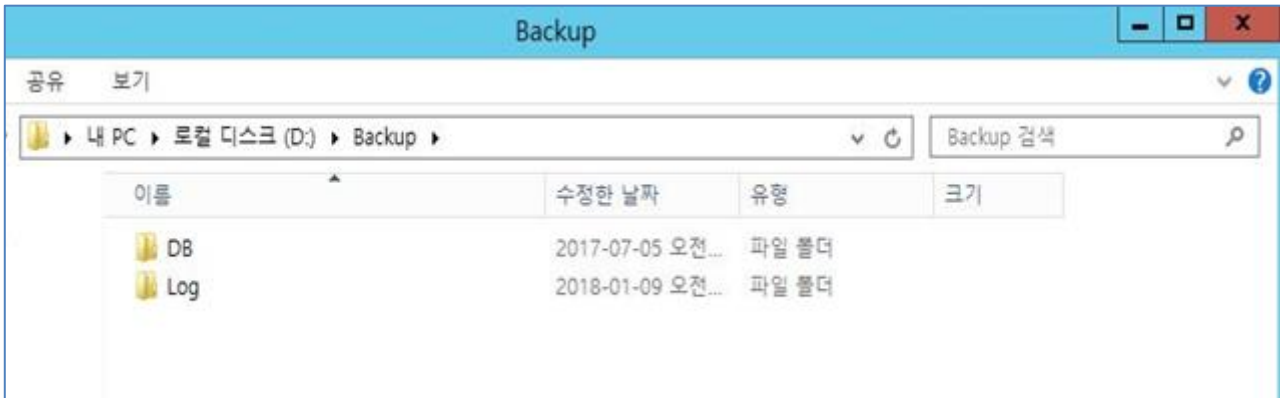 Backup
공유 보기
내 PC 로컬 디스크 (D:) Backup Backup 검색
이름 수정한 날짜 유형 크기
DB 2017-07-05 오전... 파일 폴더
Log 2018-01-09 오전... 파일 폴더